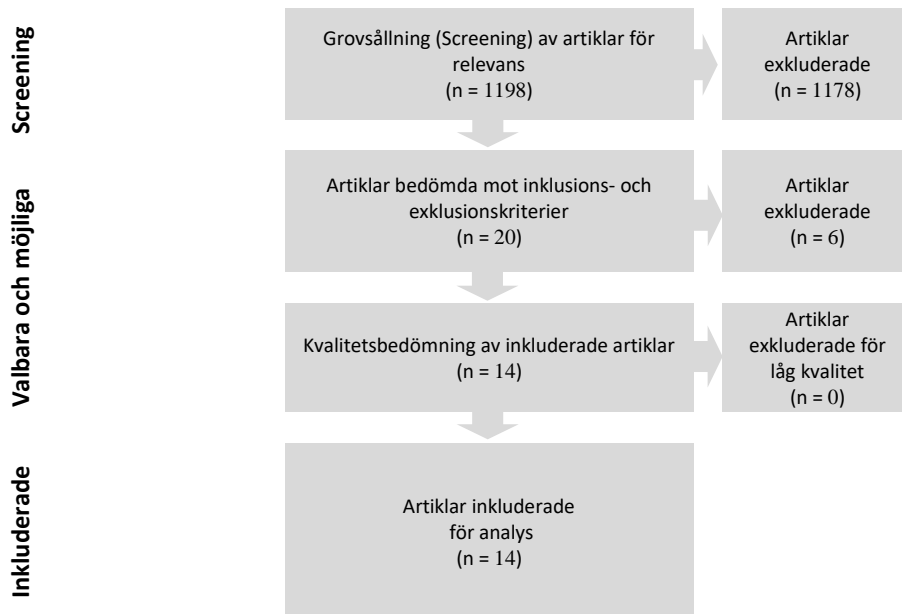 Screening
Grovsållning (Screening) av artiklar för
relevans
(n = 1198)
Artiklar
exkluderade
(n = 1178)
Valbara och möjliga
Artiklar bedömda mot inklusions- och
exklusionskriterier
(n = 20)
Artiklar
exkluderade
(n = 6)
Kvalitetsbedömning av inkluderade artiklar
(n = 14)
Artiklar
exkluderade för
låg kvalitet
(n = 0)
Inkluderade
Artiklar inkluderade
för analys
(n = 14)